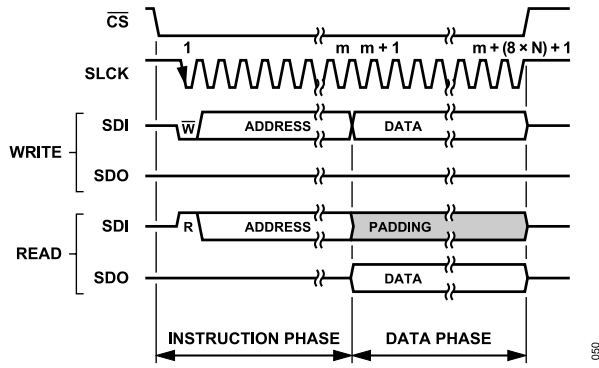 CS
1 m m + 1 m + (8 × N) + 1
SLCK
WRITE
SDI W ADDRESS DATA
SDO
READ
SDI R ADDRESS PADDING
SDO DATA
INSTRUCTION PHASE DATA PHASE
050